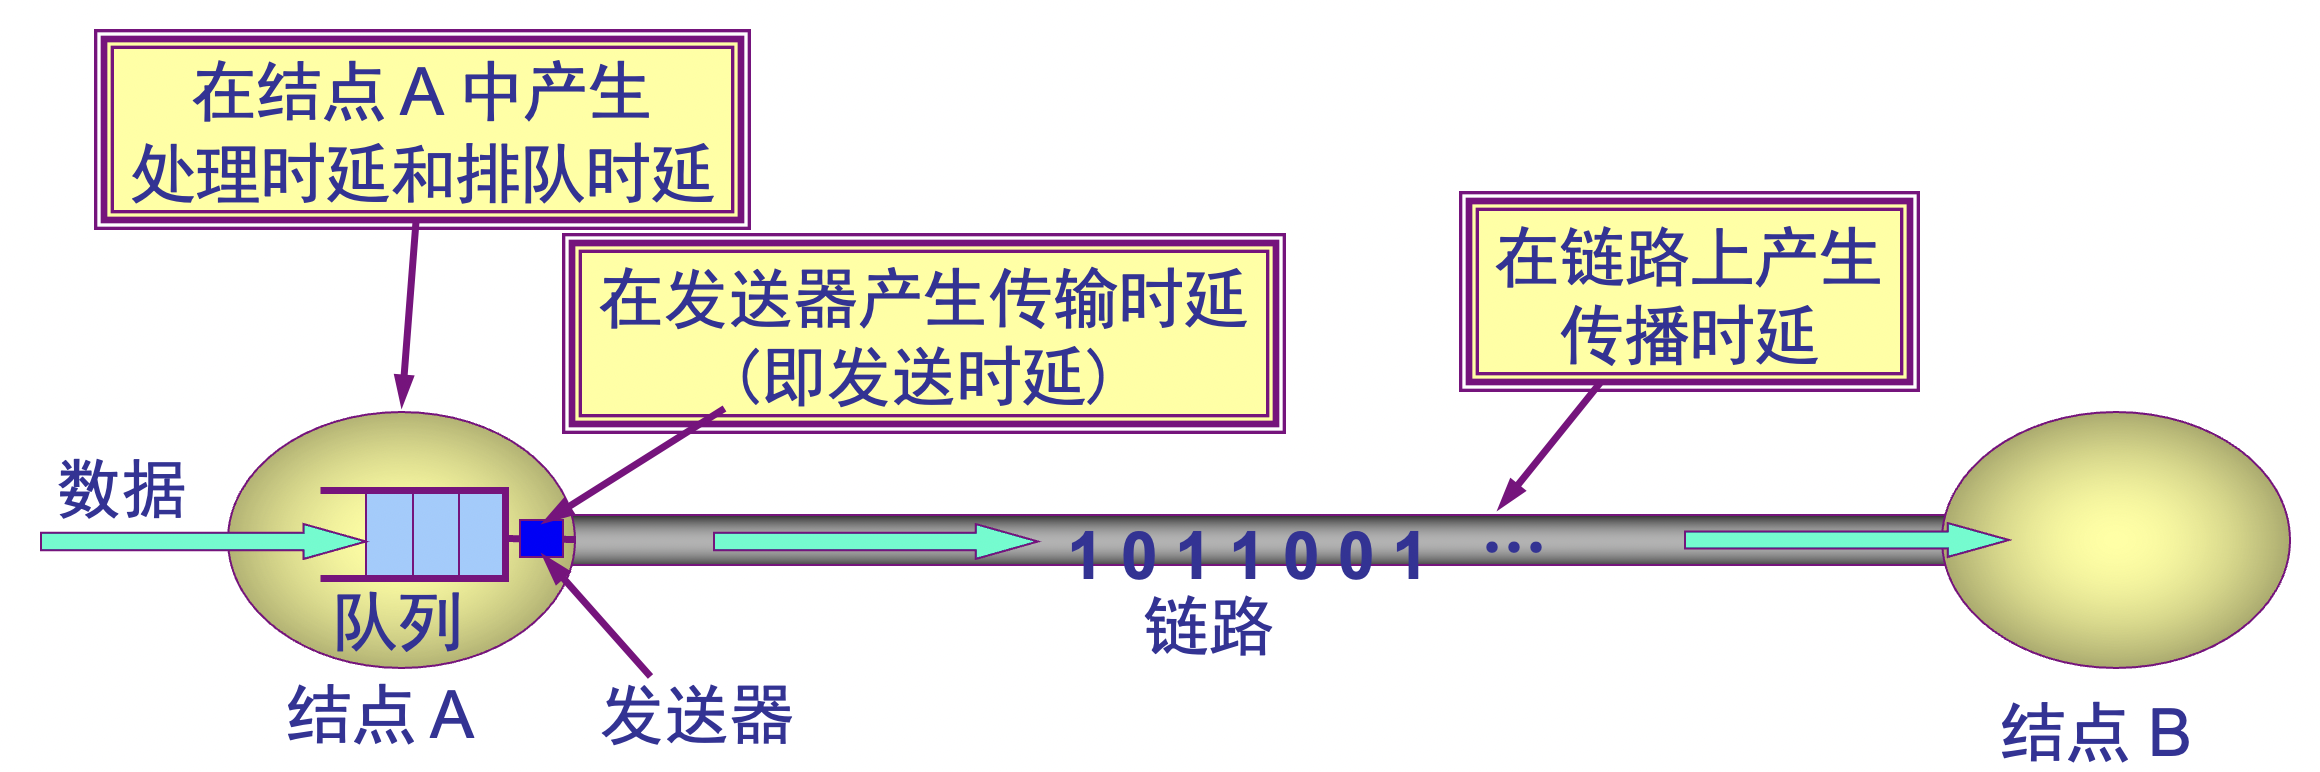 在结点 A 中产生
处理时延和排队时延
在发送器产生传输时延
(即发送时延)
在链路上产生
传播时延
数据
1 0 1 1 0 0 1 …
队列
链路
结点 A
发送器
结点 B